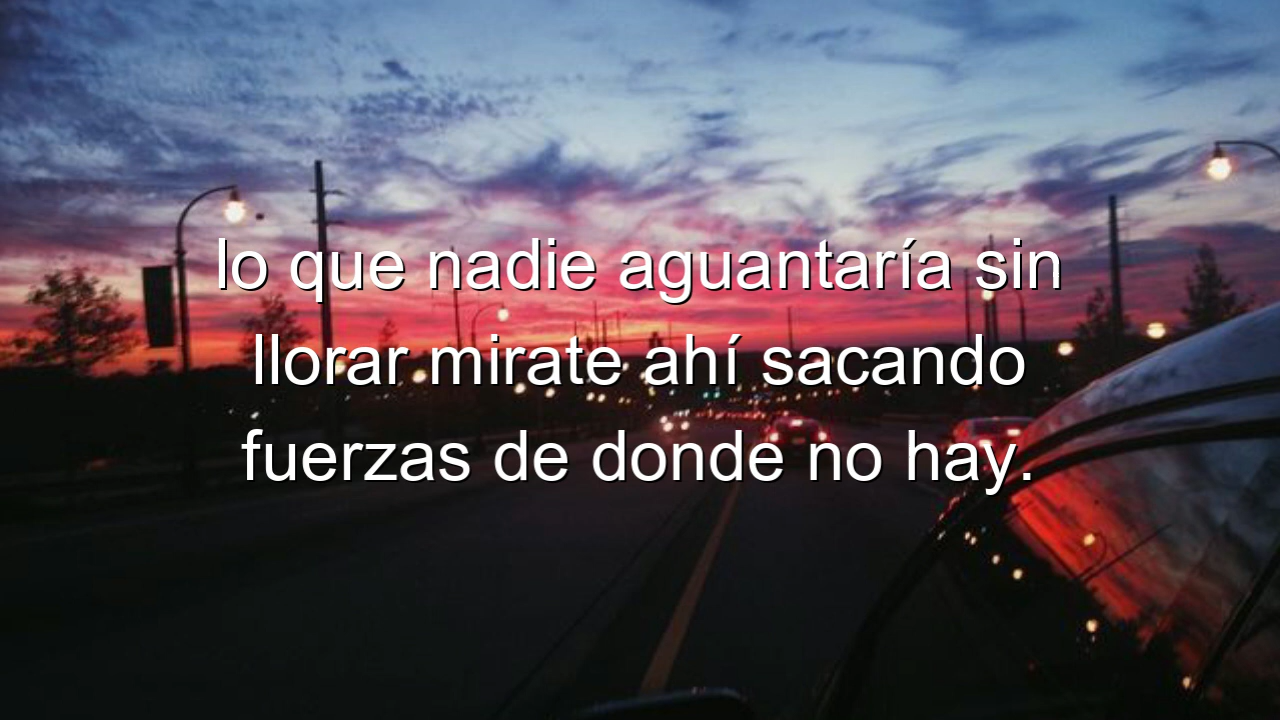 lo que nadie aguantaría sin
llorar mirate ahí sacando
fuerzas de donde no hay.